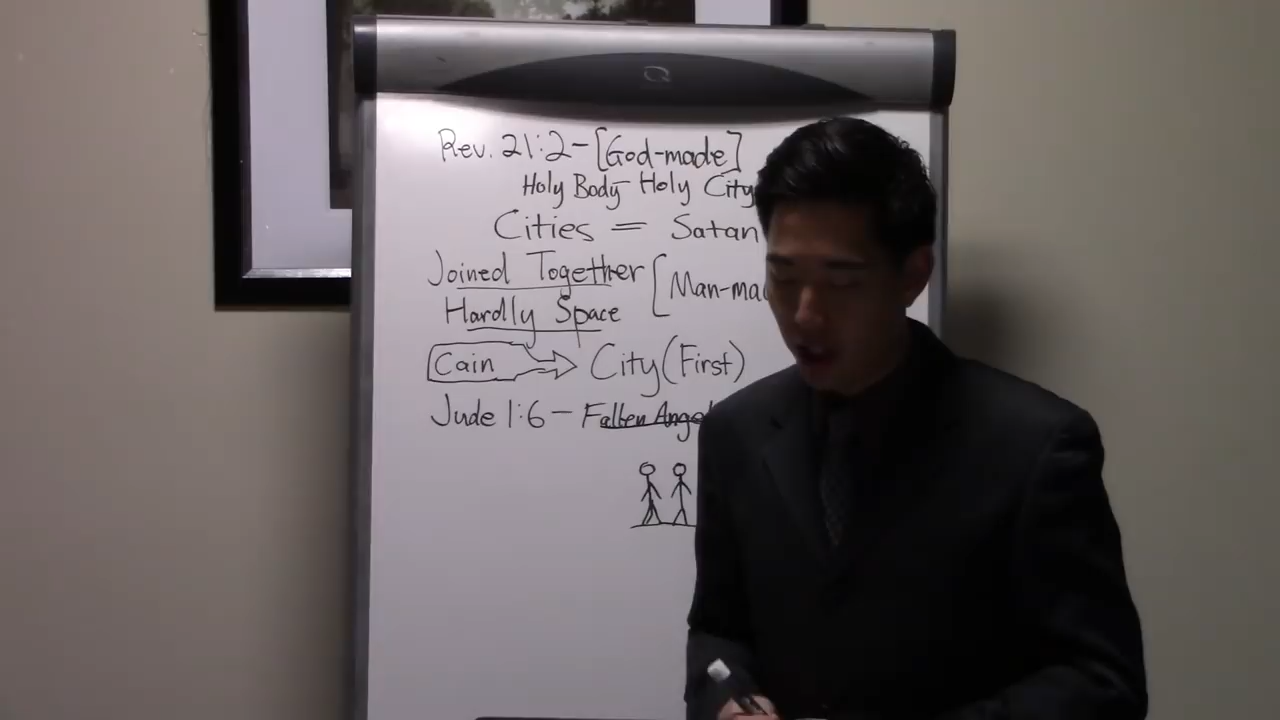 Rev. 21:2-[God-made]
Holy Body Holy City
Cities = Satan
Joined Together
Hardly Space [
Cain City (First)
Jude 1:6 - Fallen